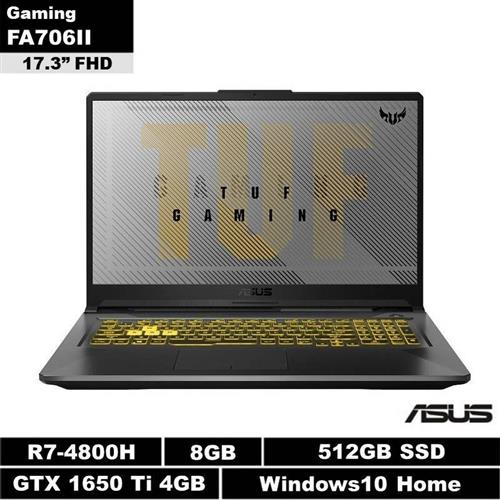 Gaming
FA706II
17.3” FHD
TUF
TUF
GAMING
ASUS
ASUS
R7-4800H
8GB
512GB SSD
GTX 1650 Ti 4GB
Windows10 Home